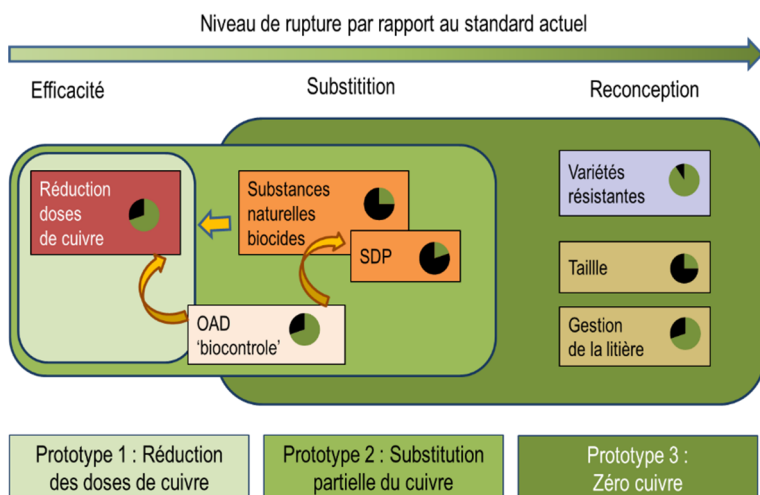 Niveau de rupture par rapport au standard actuel
Efficacité
Substitition
Reconception
Réduction
doses
de cuivre
Substances
naturelles
biocides
SDP
OAD
‘biocontrole’
Variétés
résistantes
Taillle
Gestion
de la litière
Prototype 1 : Réduction
des doses de cuivre
Prototype 2 : Substitution
partielle du cuivre
Prototype 3 :
Zéro cuivre